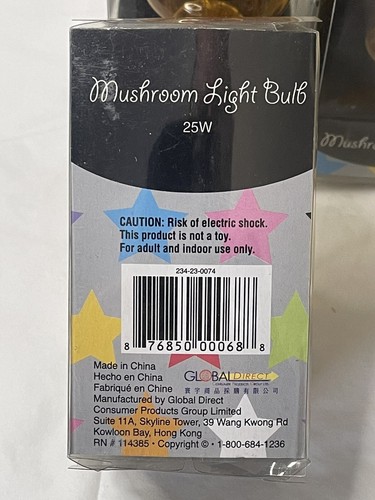 Mushroom Light Bulb
25W
Mushr
CAUTION: Risk of electric shock.
This product is not a toy.
For adult and indoor use only.
234-23-0074
8 76850 00068 8
Made in China
Hecho en China
Fabriqué en Chine
GLOBAL DIRECT
Manufactured by Global Direct
Consumer Products Group Limited
Suite 11A, Skyline Tower, 39 Wang Kwong Rd
Kowloon Bay, Hong Kong
RN # 114385 • Copyright © • 1-800-684-1236